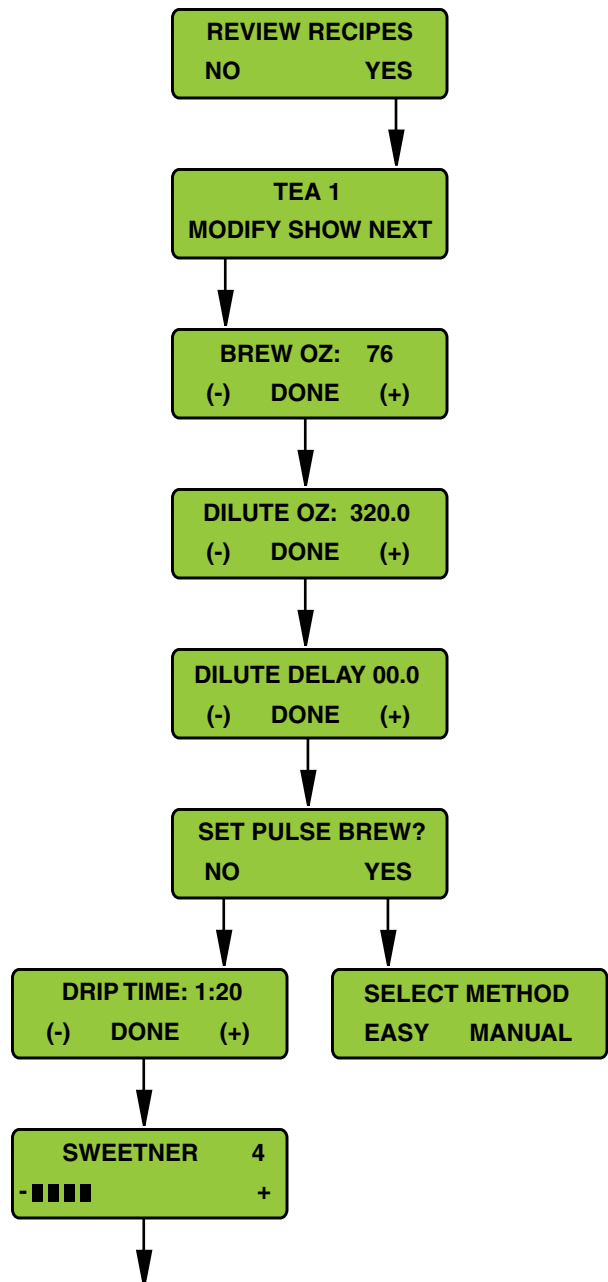 REVIEW RECIPES
NO YES
TEA 1
MODIFY SHOW NEXT
BREW OZ: 76
(-) DONE (+)
DILUTE OZ: 320.0
(-) DONE (+)
DILUTE DELAY 00.0
(-) DONE (+)
SET PULSE BREW?
NO YES
DRIP TIME: 1:20
(-) DONE (+)
SELECT METHOD
EASY MANUAL
SWEETNER 4
- +